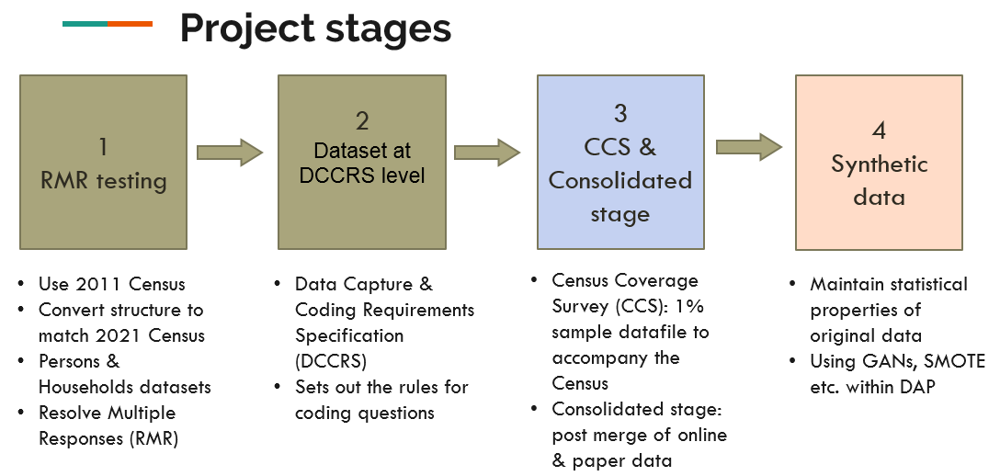 Project stages
1
RMR testing
2
Dataset at
DCCRS level
3
CCS &
Consolidated
stage
4
Synthetic
data
• Use 2011 Census
• Convert structure to
match 2021 Census
• Persons &
Households datasets
• Resolve Multiple
Responses (RMR)
• Data Capture &
Coding Requirements
Specification
(DCCRS)
• Sets out the rules for
coding questions
• Census Coverage
Survey (CCS): 1%
sample datafile to
accompany the
Census
• Consolidated stage:
post merge of online
& paper data
• Maintain statistical
properties of
original data
• Using GANs, SMOTE
etc. within DAP